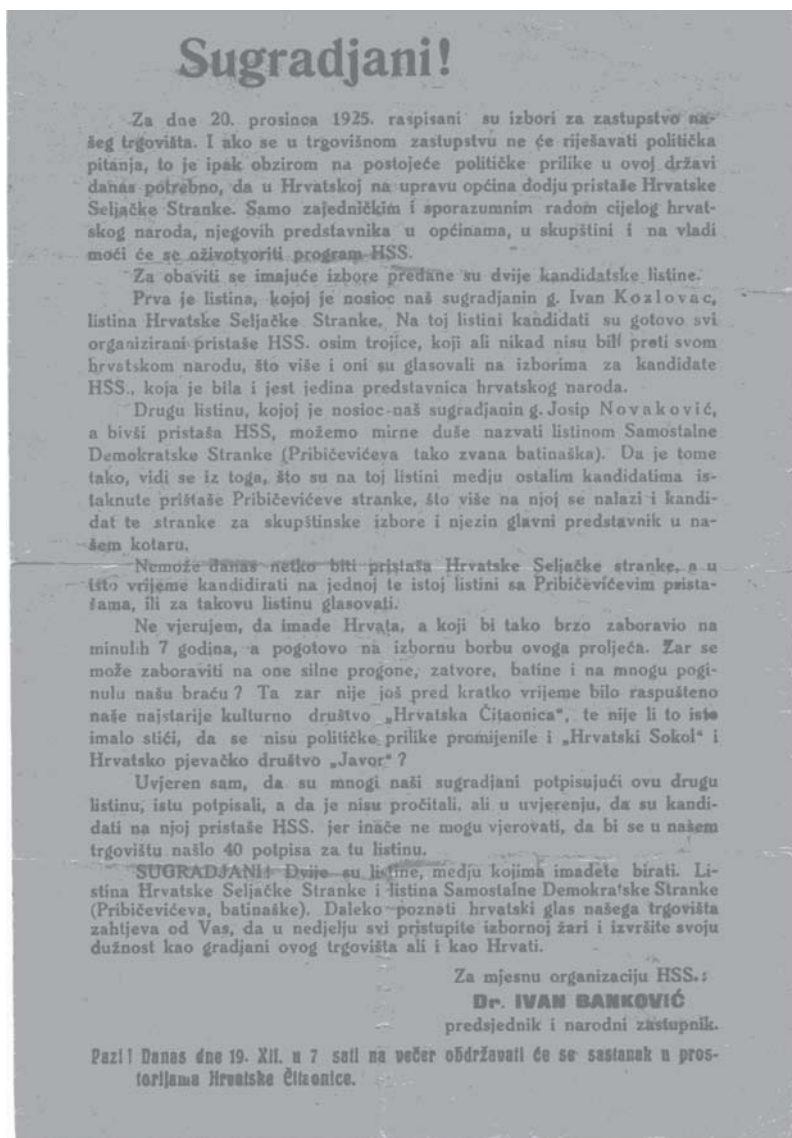 Sugradjani!
Za dne 20. prosinca 1925. raspisani su izbori za zastupstvo na-
šeg trgovišta. I ako se u trgovišnom zastupstvu ne će riješavati politička
pitanja, to je ipak obzirom na postojeće političke prilike u ovoj državi
danas potrebno, da u Hrvatskoj na upravu općina dodju pristaše Hrvatske
Seljačke Stranke. Samo zajedničkim i sporazumnim radom cijelog hrvat-
skog naroda, njegovih predstavnika u općinama, u skupštini i na vladi
moći će se oživotvoriti program HSS.
Za obaviti se imajuće izbore predane su dvije kandidatske listine.
Prva je listina, kojoj je nosioc naš sugradjanin g. Ivan Kozlovac,
listina Hrvatske Seljačke Stranke. Na toj listini kandidati su gotovo svi
organizirani pristaše HSS. osim trojice, koji ali nikad nisu bili proti svom
hrvatskom narodu, što više i oni su glasovali na izborima za kandidate
HSS., koja je bila i jest jedina predstavnica hrvatskog naroda.
Drugu listinu, kojoj je nosioc naš sugradjanin g. Josip Novaković,
a bivši pristaša HSS, možemo mirne duše nazvati listinom Samostalne
Demokratske Stranke (Pribičevićeva tako zvana batinaška). Da je tome
tako, vidi se iz toga, što su na toj listini medju ostalim kandidatima is-
taknute prištaše Pribičevićeve stranke, što više na njoj se nalazi i kandi-
dat te stranke za skupštinske izbore i njezin glavni predstavnik u na-
šem kotaru.
Nemože danas netko biti pristaša Hrvatske Seljačke stranke, a u
isto vrijeme kandidirati na jednoj te istoj listini sa Pribičevićevim prista-
šama, ili za takovu listinu glasovati.
Ne vjerujem, da imade Hrvata, a koji bi tako brzo zaboravio na
minulih 7 godina, a pogotovo na izbornu borbu ovoga proljeća. Zar se
može zaboraviti na one silne progone, zatvore, batine i na mnogu pogi-
nulu našu braću? Ta zar nije još pred kratko vrijeme bilo raspušteno
naše najstarije kulturno društvo „Hrvatska Čitaonica“, te nije li to isto
imalo stići, da se nisu političke prilike promijenile i „Hrvatski Sokol“ i
Hrvatsko pjevačko društvo „Javor“?
Uvjeren sam, da su mnogi naši sugradjani potpisujući ovu drugu
listinu, istu potpisali, a da je nisu pročitali, ali u uvjerenju, da su kandi-
dati na njoj pristaše HSS. jer inače ne mogu vjerovati, da bi se u našem
trgovištu našlo 40 potpisa za tu listinu.
SUGRADJANI! Dvije su listine, medju kojima imadete birati. Li-
stina Hrvatske Seljačke Stranke i listina Samostalne Demokratske Stranke
(Pribičevićeva, batinaške). Daleko poznati hrvatski glas našega trgovišta
zahtjeva od Vas, da u nedjelju svi pristupite izbornoj žari i izvršite svoju
dužnost kao gradjani ovog trgovišta ali i kao Hrvati.
Za mjesnu organizaciju HSS.:
Dr. IVAN BANKOVIĆ
predsjednik i narodni zastupnik.
Pazi! Danas dne 19. XII. u 7 sati na večer obdržavati će se sastanak u pros-
torijama Hrvatske Čitaonice.